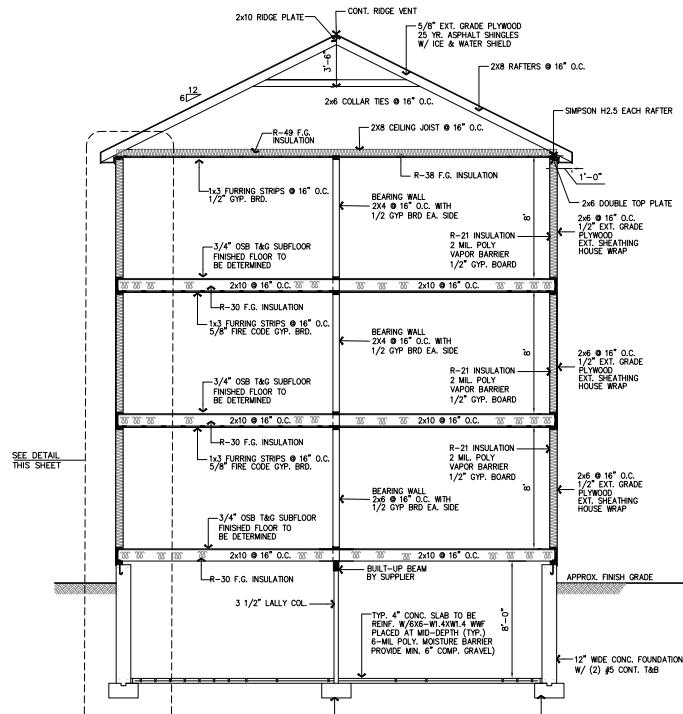 CONT. RIDGE VENT
2x10 RIDGE PLATE
5/8" EXT. GRADE PLYWOOD
25 YR. ASPHALT SHINGLES
W/ ICE & WATER SHIELD
3'-6"
12
6
2X8 RAFTERS @ 16" O.C.
2x6 COLLAR TIES @ 16" O.C.
SIMPSON H2.5 EACH RAFTER
R-49 F.G.
INSULATION
2X8 CEILING JOIST @ 16" O.C.
R-38 F.G. INSULATION
1'-0"
1x3 FURRING STRIPS @ 16" O.C.
1/2" GYP. BRD.
BEARING WALL
2X4 @ 16" O.C. WITH
1/2 GYP BRD EA. SIDE
8'
2x6 DOUBLE TOP PLATE
2x6 @ 16" O.C.
1/2" EXT. GRADE
PLYWOOD
EXT. SHEATHING
HOUSE WRAP
R-21 INSULATION
2 MIL. POLY
VAPOR BARRIER
1/2" GYP. BOARD
3/4" OSB T&G SUBFLOOR
FINISHED FLOOR TO
BE DETERMINED
2x10 @ 16" O.C.
2x10 @ 16" O.C.
R-30 F.G. INSULATION
1x3 FURRING STRIPS @ 16" O.C.
5/8" FIRE CODE GYP. BRD.
BEARING WALL
2X4 @ 16" O.C. WITH
1/2 GYP BRD EA. SIDE
8'
R-21 INSULATION
2 MIL. POLY
VAPOR BARRIER
1/2" GYP. BOARD
2x6 @ 16" O.C.
1/2" EXT. GRADE
PLYWOOD
EXT. SHEATHING
HOUSE WRAP
3/4" OSB T&G SUBFLOOR
FINISHED FLOOR TO
BE DETERMINED
2x10 @ 16" O.C.
2x10 @ 16" O.C.
R-30 F.G. INSULATION
1x3 FURRING STRIPS @ 16" O.C.
5/8" FIRE CODE GYP. BRD.
SEE DETAIL
THIS SHEET
R-21 INSULATION
2 MIL. POLY
VAPOR BARRIER
1/2" GYP. BOARD
8'
BEARING WALL
2x6 @ 16" O.C. WITH
1/2 GYP BRD EA. SIDE
2x6 @ 16" O.C.
1/2" EXT. GRADE
PLYWOOD
EXT. SHEATHING
HOUSE WRAP
3/4" OSB T&G SUBFLOOR
FINISHED FLOOR TO
BE DETERMINED
2x10 @ 16" O.C.
2x10 @ 16" O.C.
R-30 F.G. INSULATION
BUILT-UP BEAM
BY SUPPLIER
APPROX. FINISH GRADE
3 1/2" LALLY COL.
TYP. 4" CONC. SLAB TO BE
REINF. W/6X6-W1.4XW1.4 WWF
PLACED AT MID-DEPTH (TYP.)
6-MIL POLY. MOISTURE BARRIER
PROVIDE MIN. 6" COMP. GRAVEL)
8'-0"
12" WIDE CONC. FOUNDATION
W/ (2) #5 CONT. T&B